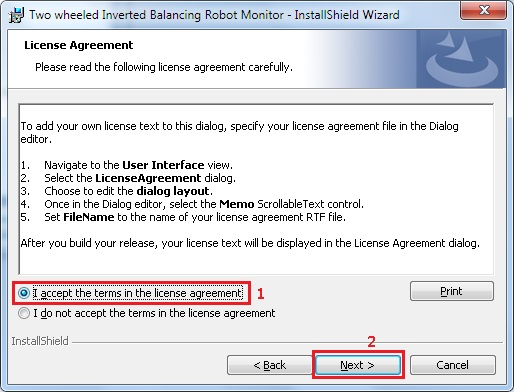 Two wheeled Inverted Balancing Robot Monitor - InstallShield Wizard
License Agreement
Please read the following license agreement carefully.
To add your own license text to this dialog, specify your license agreement file in the Dialog
editor.
1. Navigate to the User Interface view.
2. Select the LicenseAgreement dialog.
3. Choose to edit the dialog layout.
4. Once in the Dialog editor, select the Memo ScrollableText control.
5. Set FileName to the name of your license agreement RTF file.
After you build your release, your license text will be displayed in the License Agreement dialog.
I accept the terms in the license agreement 1 Print
I do not accept the terms in the license agreement
InstallShield
2
< Back Next > Cancel